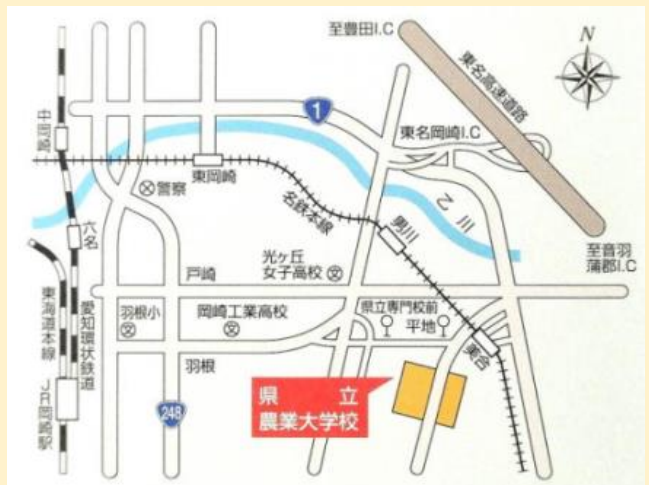 至豊田I.C
N
東名高速道路
1
東名岡崎I.C
中岡崎
東岡崎
警察
名鉄本線
乙川
男川
六名
至音羽
蒲郡I.C
光ヶ丘
女子高校
文
戸崎
東海道本線
愛知環状鉄道
羽根小
文
岡崎工業高校
文
県立専門校前
平地
美合
羽根
JR岡崎駅
248
県立
農業大学校